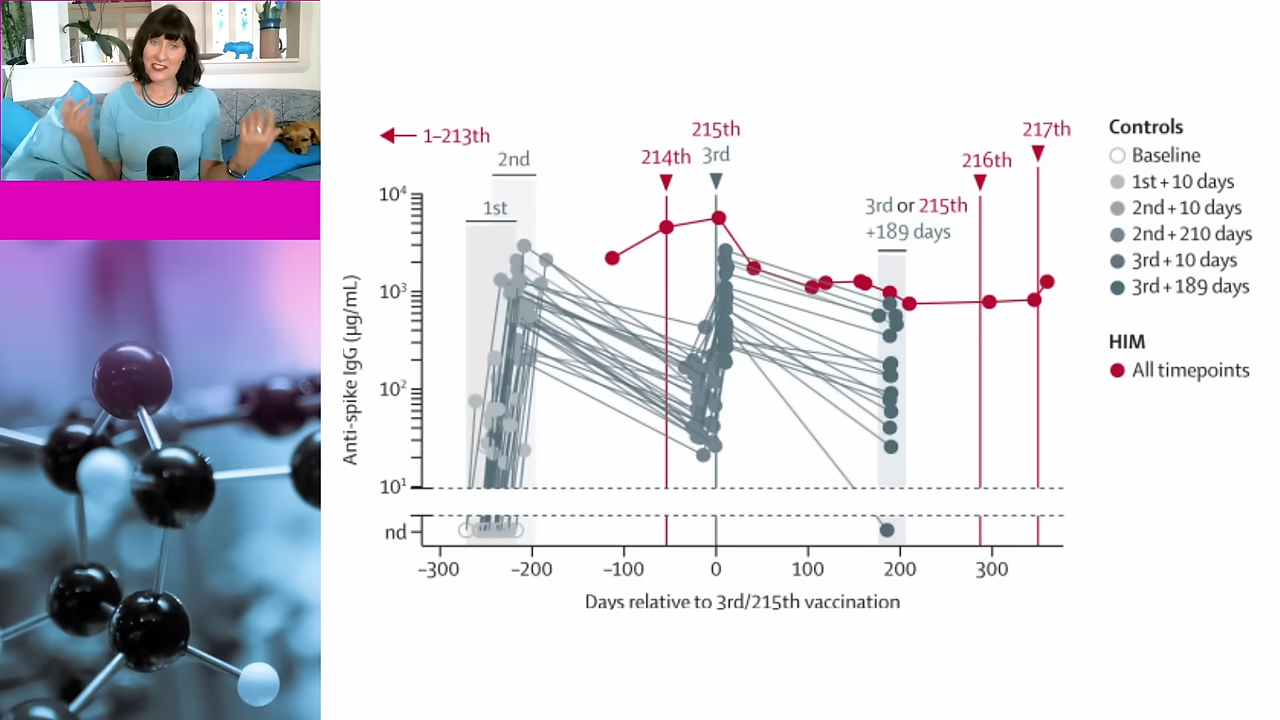 1–213th
2nd
1st
214th
215th
3rd
216th
217th
3rd or 215th
+189 days
10⁴
10³
10²
10¹
nd
Anti-spike IgG (µg/mL)
–300
–200
–100
0
100
200
300
Days relative to 3rd/215th vaccination
Controls
Baseline
1st + 10 days
2nd + 10 days
2nd + 210 days
3rd + 10 days
3rd + 189 days
HIM
All timepoints